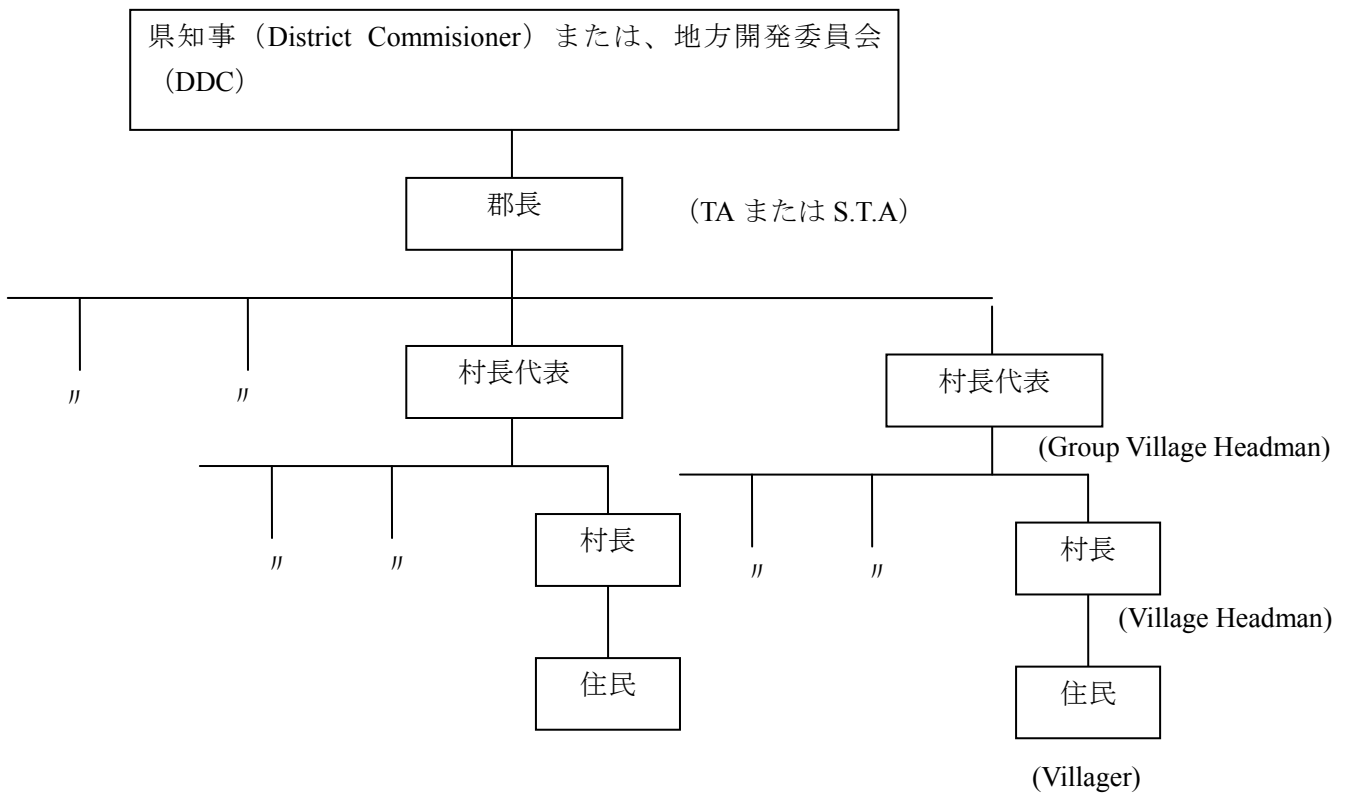 県知事（District Commisioner）または、地方開発委員会
（DDC）
郡長
（TA または S.T.A）
〃
〃
村長代表
村長代表
(Group Village Headman)
〃
〃
村長
〃
〃
村長
(Village Headman)
住民
住民
(Villager)